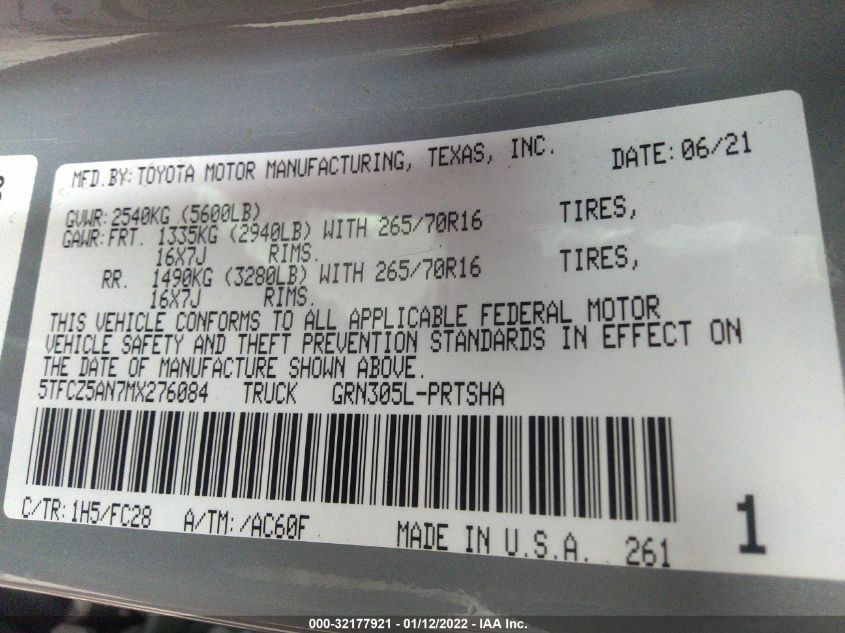 MFD. BY: TOYOTA MOTOR MANUFACTURING, TEXAS, INC. DATE: 06/21
GVWR: 2540KG (5600LB)
GAWR: FRT. 1335KG (2940LB) WITH 265/70R16 TIRES,
16X7J RIMS.
RR. 1490KG (3280LB) WITH 265/70R16 TIRES,
16X7J RIMS.
THIS VEHICLE CONFORMS TO ALL APPLICABLE FEDERAL MOTOR
VEHICLE SAFETY AND THEFT PREVENTION STANDARDS IN EFFECT ON
THE DATE OF MANUFACTURE SHOWN ABOVE.
5TFCZ5AN7MX276084 TRUCK GRN305L-PRTSHA
C/TR: 1H5/FC28 A/TM: /AC60F MADE IN U.S.A. 261 1
000-32177921 - 01/12/2022 - IAA Inc.